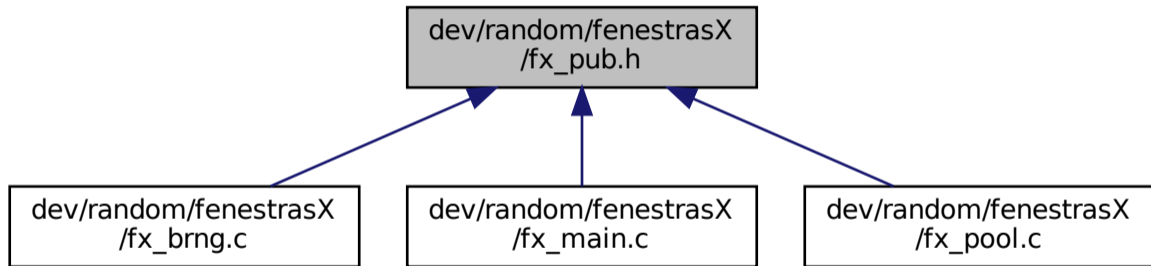 dev/random/fenestrasX
/fx_pub.h
dev/random/fenestrasX
/fx_brng.c
dev/random/fenestrasX
/fx_main.c
dev/random/fenestrasX
/fx_pool.c